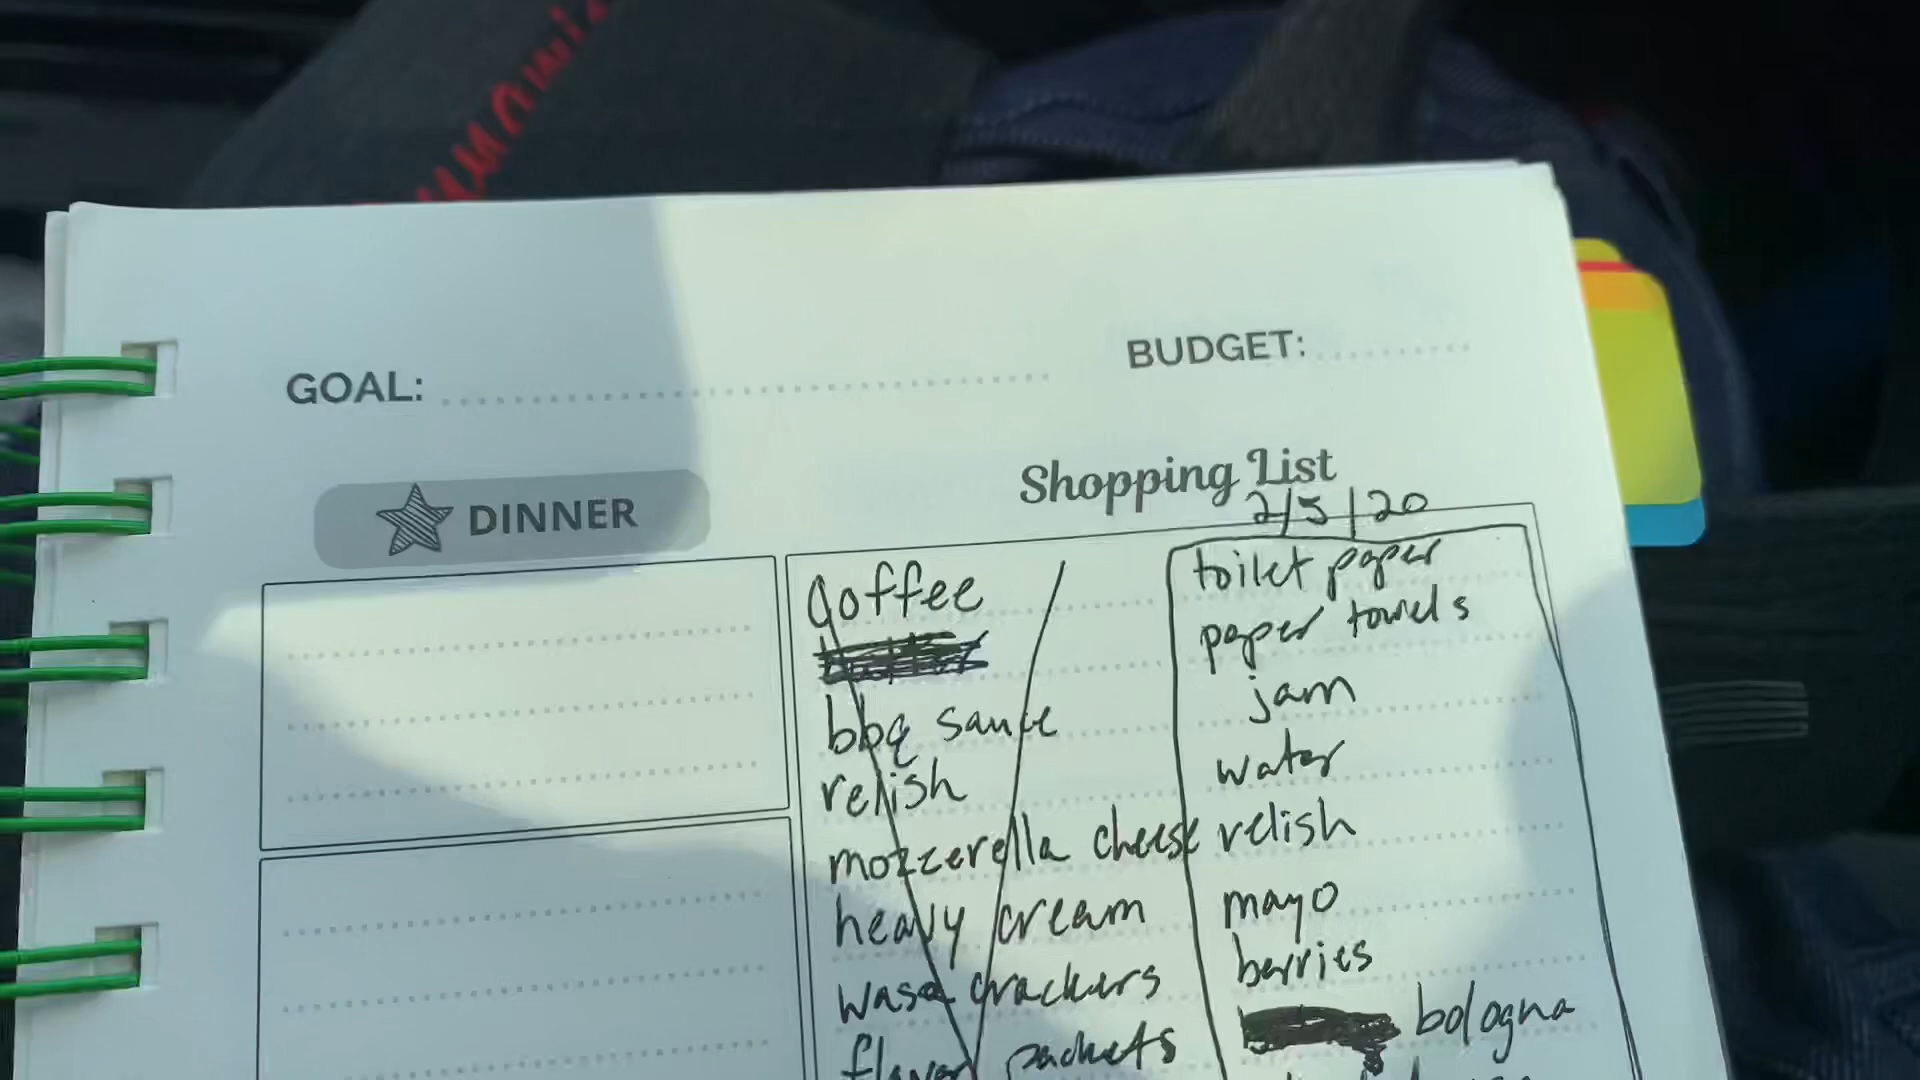 GOAL:
BUDGET:
DINNER
Shopping List
2/5/20
Coffee
bbq sauce
relish
mozzerella cheese
heavy cream
wasa crackers
flavor packets
toilet paper
paper towels
jam
water
relish
mayo
berries
bologna